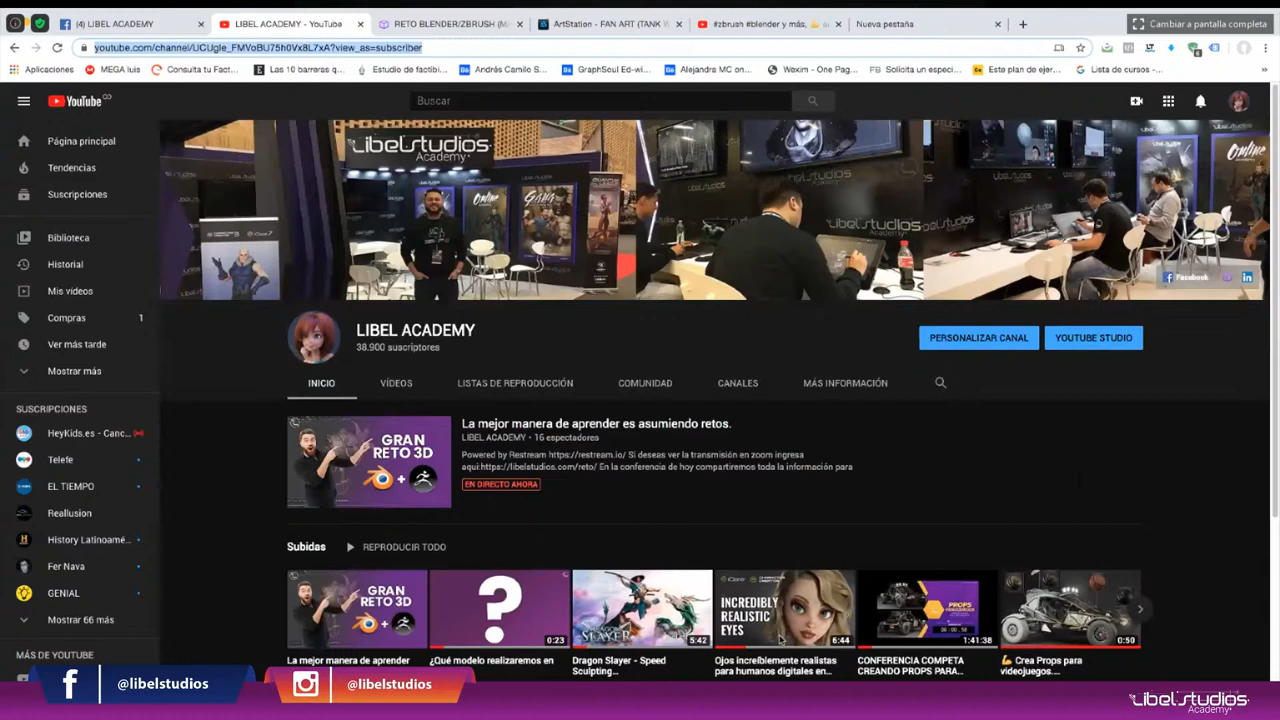 (4) LIBEL ACADEMY
LIBEL ACADEMY - YouTube
RETO BLENDER/ZBRUSH (MA
ArtStation - FAN ART (TANK W
#zbrush #blender y más,
Nueva pestaña
Cambiar a pantalla completa
youtube.com/channel/UCUgIe_FMVoBU75h0Vx8L7xA?view_as=subscriber
Aplicaciones
MEGA luis
Consulta tu Fact...
Las 10 barreras q...
Estudio de factibi...
Andrés Camilo S...
GraphSoul Ed-wi...
Alejandra MC on...
Wexim - One Pag...
FB Solicita un especi...
Este plan de ejer...
Lista de cursos -...
YouTube CO
Buscar
Página principal
Tendencias
Suscripciones
Biblioteca
Historial
Mis vídeos
Compras 1
Ver más tarde
Mostrar más
SUSCRIPCIONES
HeyKids.es - Canc...
Telefe
EL TIEMPO
Reallusion
History Latinoamé...
Fer Nava
GENIAL
Mostrar 66 más
MÁS DE YOUTUBE
Libelstudios
Academy
Online
Facebook
LIBEL ACADEMY
38.900 suscriptores
PERSONALIZAR CANAL
YOUTUBE STUDIO
INICIO
VÍDEOS
LISTAS DE REPRODUCCIÓN
COMUNIDAD
CANALES
MÁS INFORMACIÓN
GRAN
RETO 3D
La mejor manera de aprender es asumiendo retos.
LIBEL ACADEMY • 16 espectadores
Powered by Restream https://restream.io/ Si deseas ver la transmisión en zoom ingresa
aqui:https://libelstudios.com/reto/ En la conferencia de hoy compartiremos toda la información para
EN DIRECTO AHORA
Subidas
REPRODUCIR TODO
GRAN
RETO 3D
La mejor manera de aprender
?
0:23
¿Qué modelo realizaremos en
DRAGON
SLAYER
5:42
Dragon Slayer - Speed
Sculpting...
iClone
INCREDIBLY
REALISTIC
EYES
6:44
Ojos increíblemente realistas
para humanos digitales en...
PROPS
1:41:38
CONFERENCIA COMPETA
CREANDO PROPS PARA...
0:50
Crea Props para
videojuegos....
@libelstudios
@libelstudios
Libelstudios
Academy